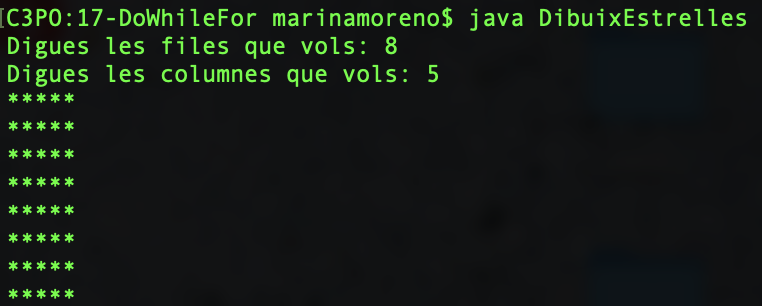 [C3PO:17-DoWhileFor marinamoreno$ java DibuixEstrelles
Digues les files que vols: 8
Digues les columnes que vols: 5
*****
*****
*****
*****
*****
*****
*****
*****